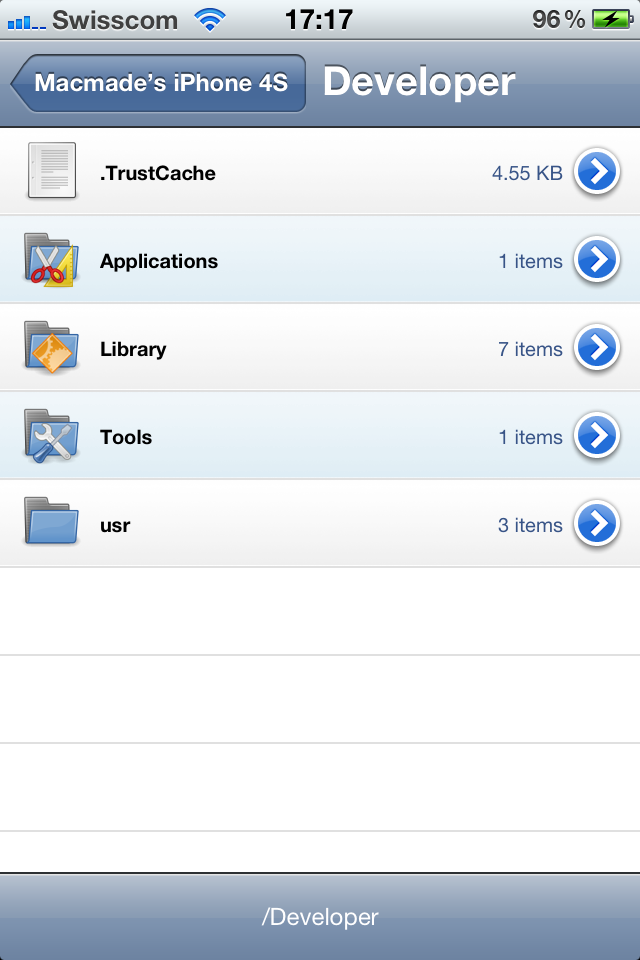 Swisscom 17:17 96 %
Macmade's iPhone 4S Developer
.TrustCache 4.55 KB
Applications 1 items
Library 7 items
Tools 1 items
usr 3 items
/Developer